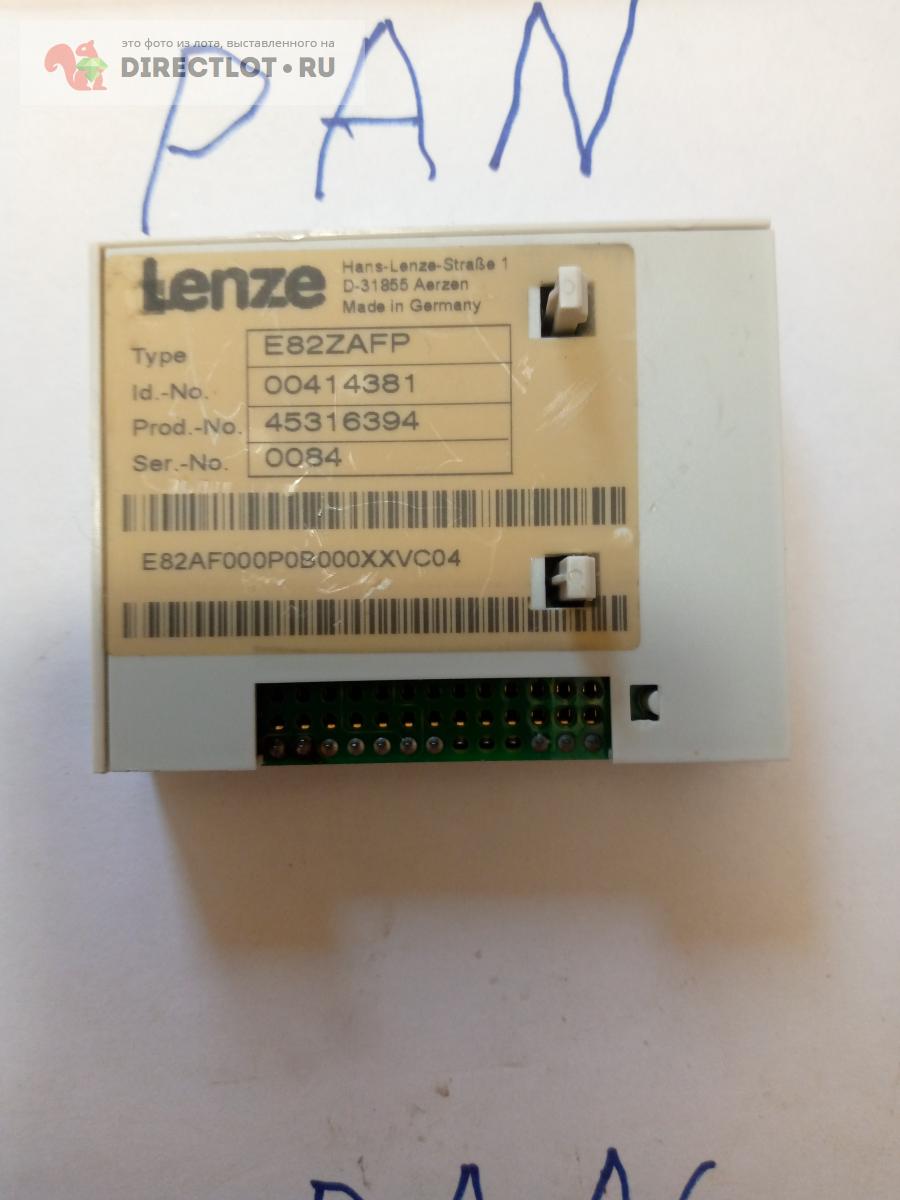 это фото из лота, выставленного на
DIRECTLOT•RU
PAN
Lenze
Hans-Lenze-Straße 1
D-31855 Aerzen
Made in Germany
Type E82ZAFP
Id.-No. 00414381
Prod.-No. 45316394
Ser.-No. 0084
E82AF000P0B000XXVC04